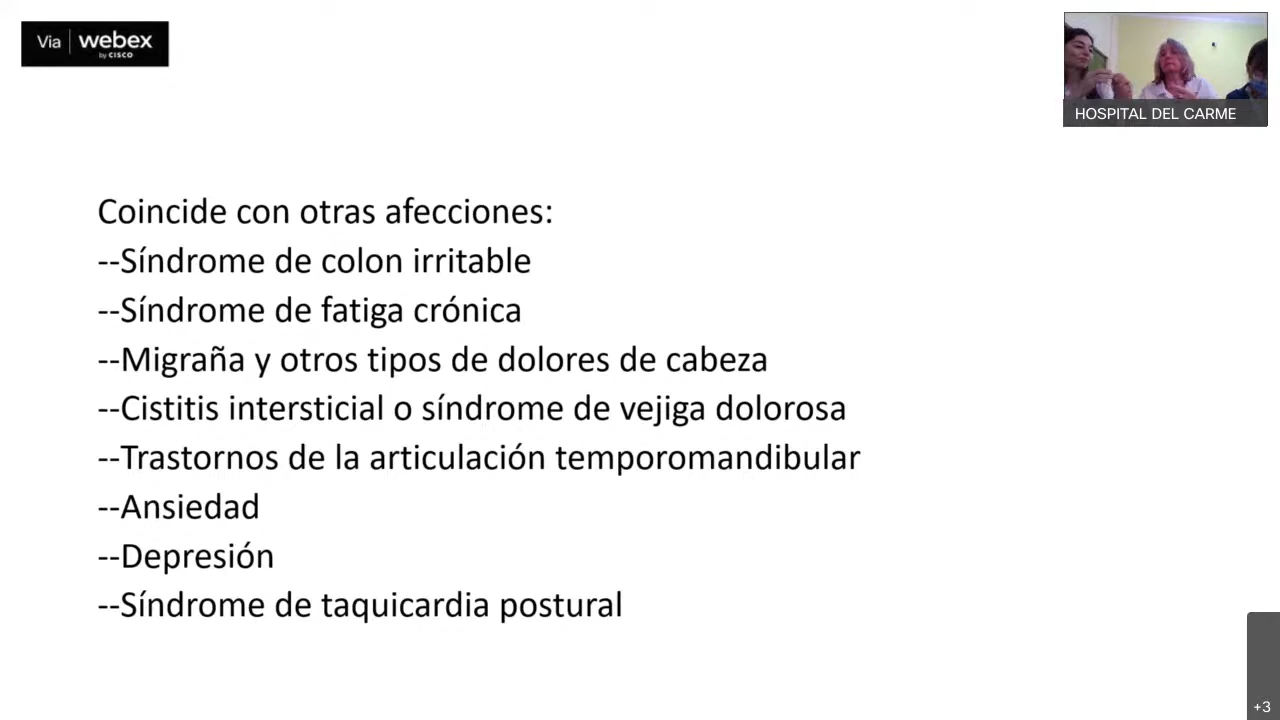 Via webex
by CISCO
HOSPITAL DEL CARME
Coincide con otras afecciones:
--Síndrome de colon irritable
--Síndrome de fatiga crónica
--Migraña y otros tipos de dolores de cabeza
--Cistitis intersticial o síndrome de vejiga dolorosa
--Trastornos de la articulación temporomandibular
--Ansiedad
--Depresión
--Síndrome de taquicardia postural
+3